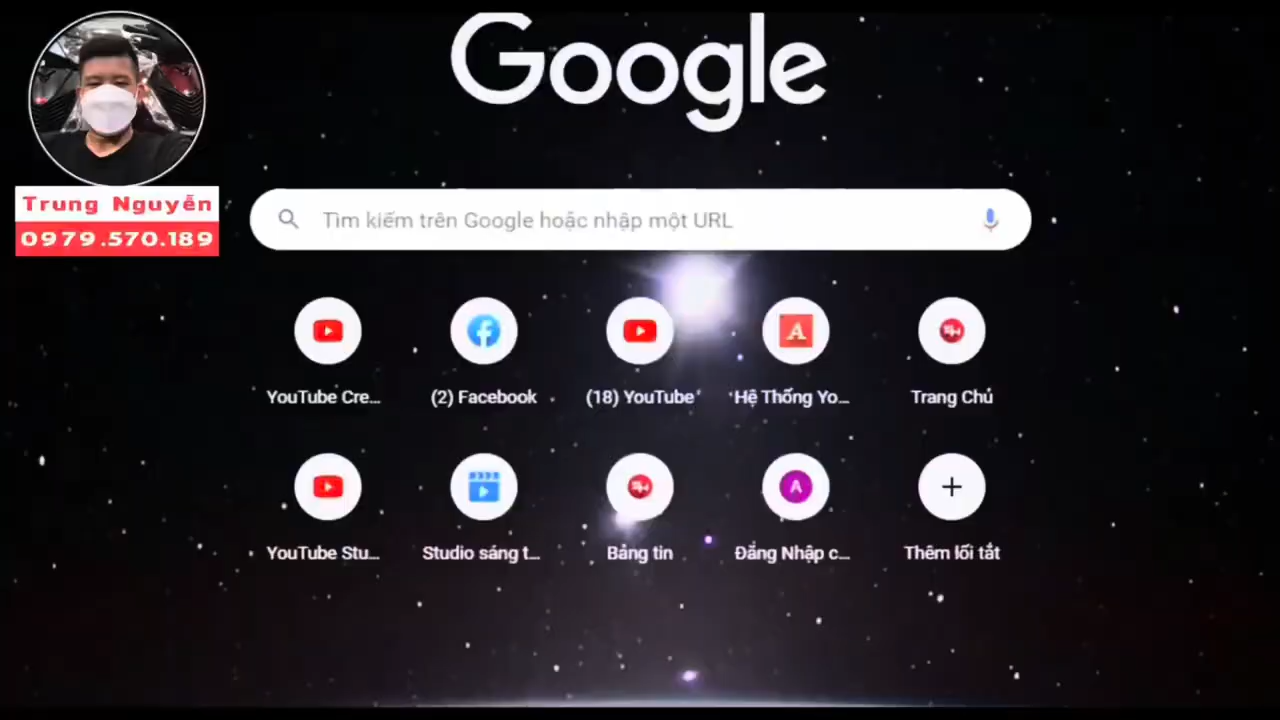 Google
Trung Nguyễn
0979.570.189
Tìm kiếm trên Google hoặc nhập một URL
YouTube Cre...
(2) Facebook
(18) YouTube
Hệ Thống Yo...
Trang Chủ
YouTube Stu...
Studio sáng t...
Bảng tin
Đăng Nhập c...
Thêm lối tắt